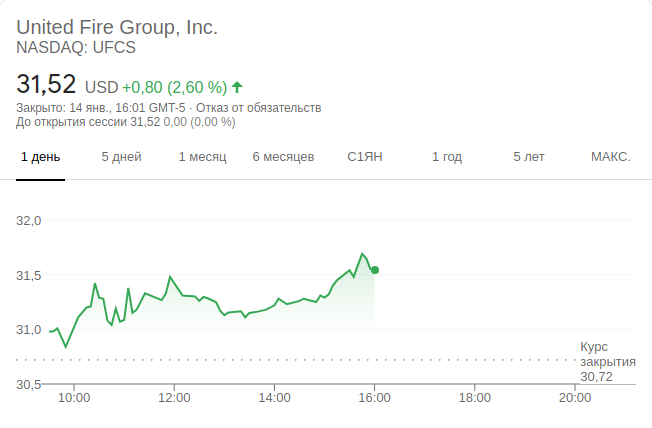 United Fire Group, Inc.
NASDAQ: UFCS
31,52 USD +0,80 (2,60 %)
Закрыто: 14 янв., 16:01 GMT-5 · Отказ от обязательств
До открытия сессии 31,52 0,00 (0,00 %)
1 день 5 дней 1 месяц 6 месяцев С1ЯН 1 год 5 лет МАКС.
32,0
31,5
31,0
Курс
закрытия
30,72
30,5
10:00 12:00 14:00 16:00 18:00 20:00